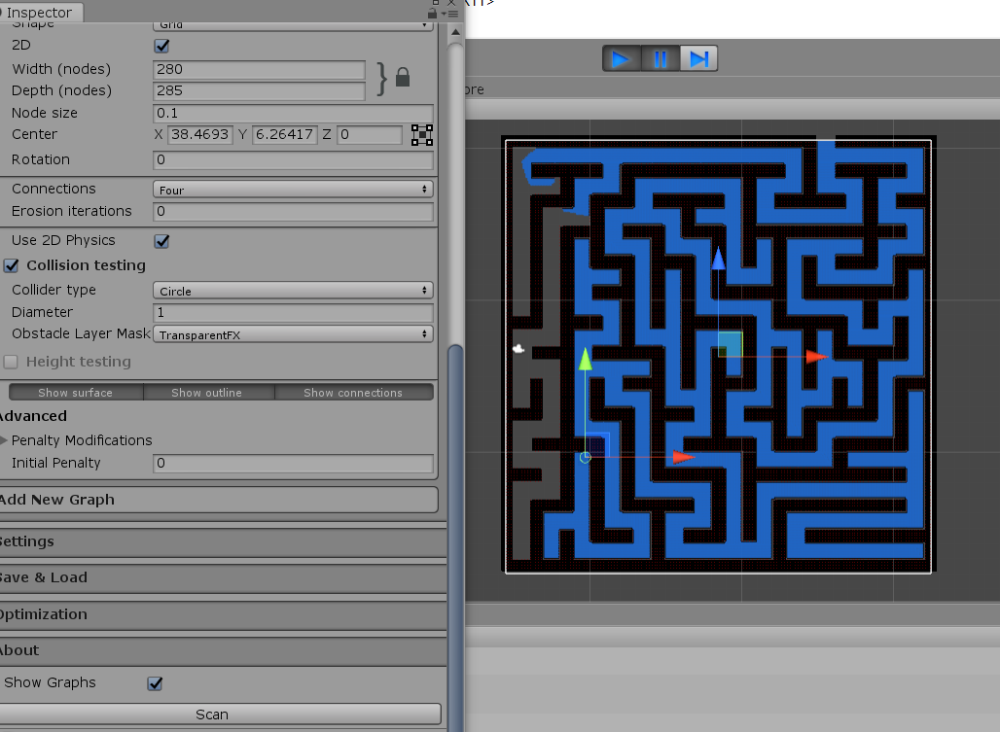 Inspector
Shape
Grid
2D
Width (nodes) 280
Depth (nodes) 285
Node size 0.1
Center X 38.4693 Y 6.26417 Z 0
Rotation 0
Connections Four
Erosion iterations 0
Use 2D Physics
Collision testing
Collider type Circle
Diameter 1
Obstacle Layer Mask TransparentFX
Height testing
Show surface Show outline Show connections
Advanced
Penalty Modifications
Initial Penalty 0
Add New Graph
Settings
Save & Load
Optimization
About
Show Graphs
Scan
ore